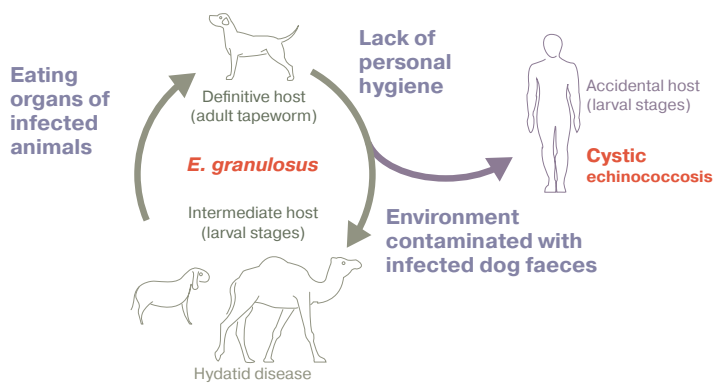 Eating
organs of
infected
animals
Definitive host
(adult tapeworm)
Lack of
personal
hygiene
Accidental host
(larval stages)
Cystic
echinococcosis
E. granulosus
Intermediate host
(larval stages)
Environment
contaminated with
infected dog faeces
Hydatid disease